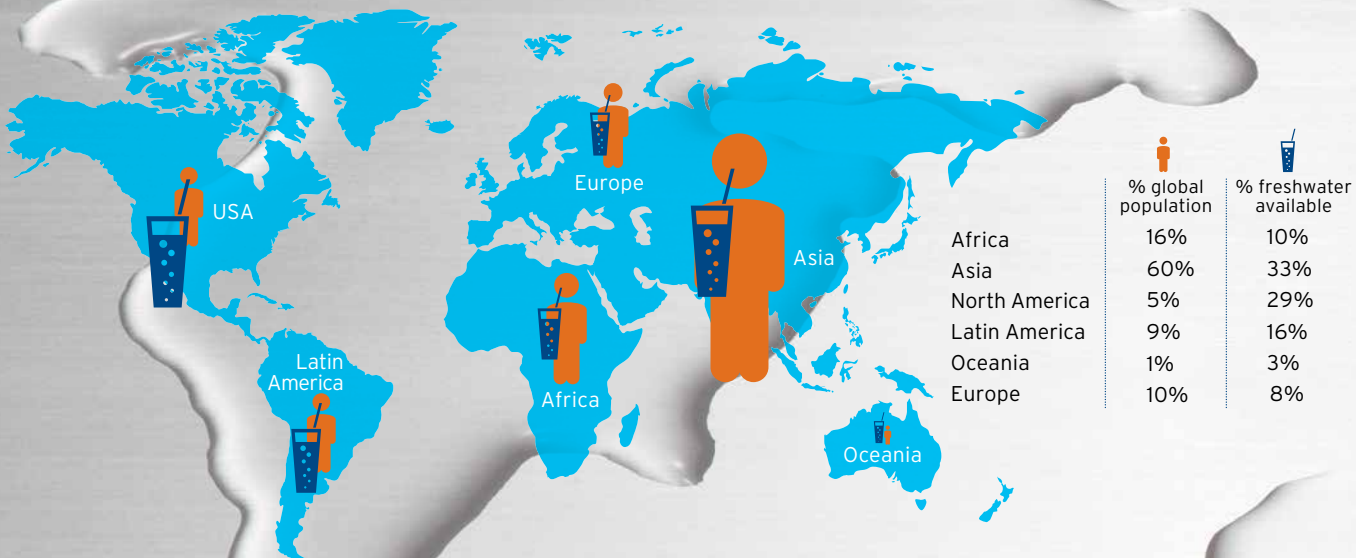 Europe
USA
Asia
Latin
America
Africa
Oceania
% global % freshwater
population available
Africa 16% 10%
Asia 60% 33%
North America 5% 29%
Latin America 9% 16%
Oceania 1% 3%
Europe 10% 8%